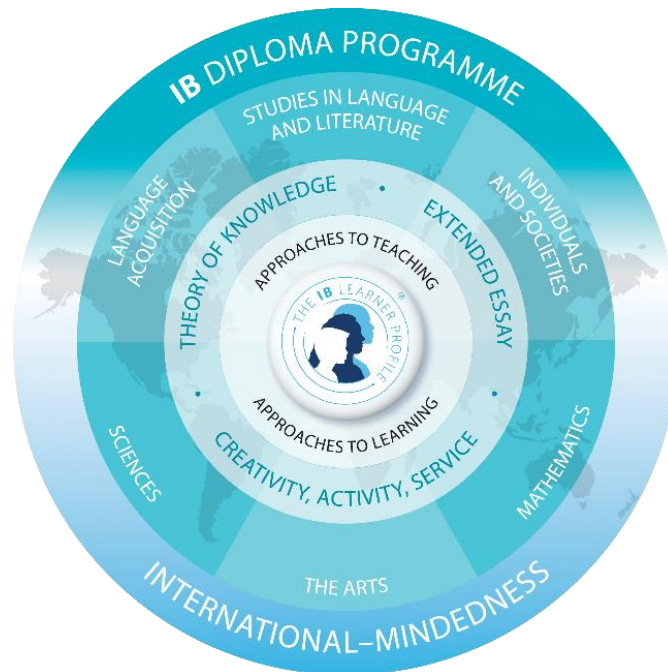 IB DIPLOMA PROGRAMME
STUDIES IN LANGUAGE
AND LITERATURE
LANGUAGE
ACQUISITION
INDIVIDUALS
AND SOCIETIES
THEORY OF KNOWLEDGE
•
EXTENDED ESSAY
•
APPROACHES TO TEACHING
THE IB LEARNER PROFILE ®
APPROACHES TO LEARNING
•
CREATIVITY, ACTIVITY, SERVICE
SCIENCES
MATHEMATICS
THE ARTS
INTERNATIONAL–MINDEDNESS